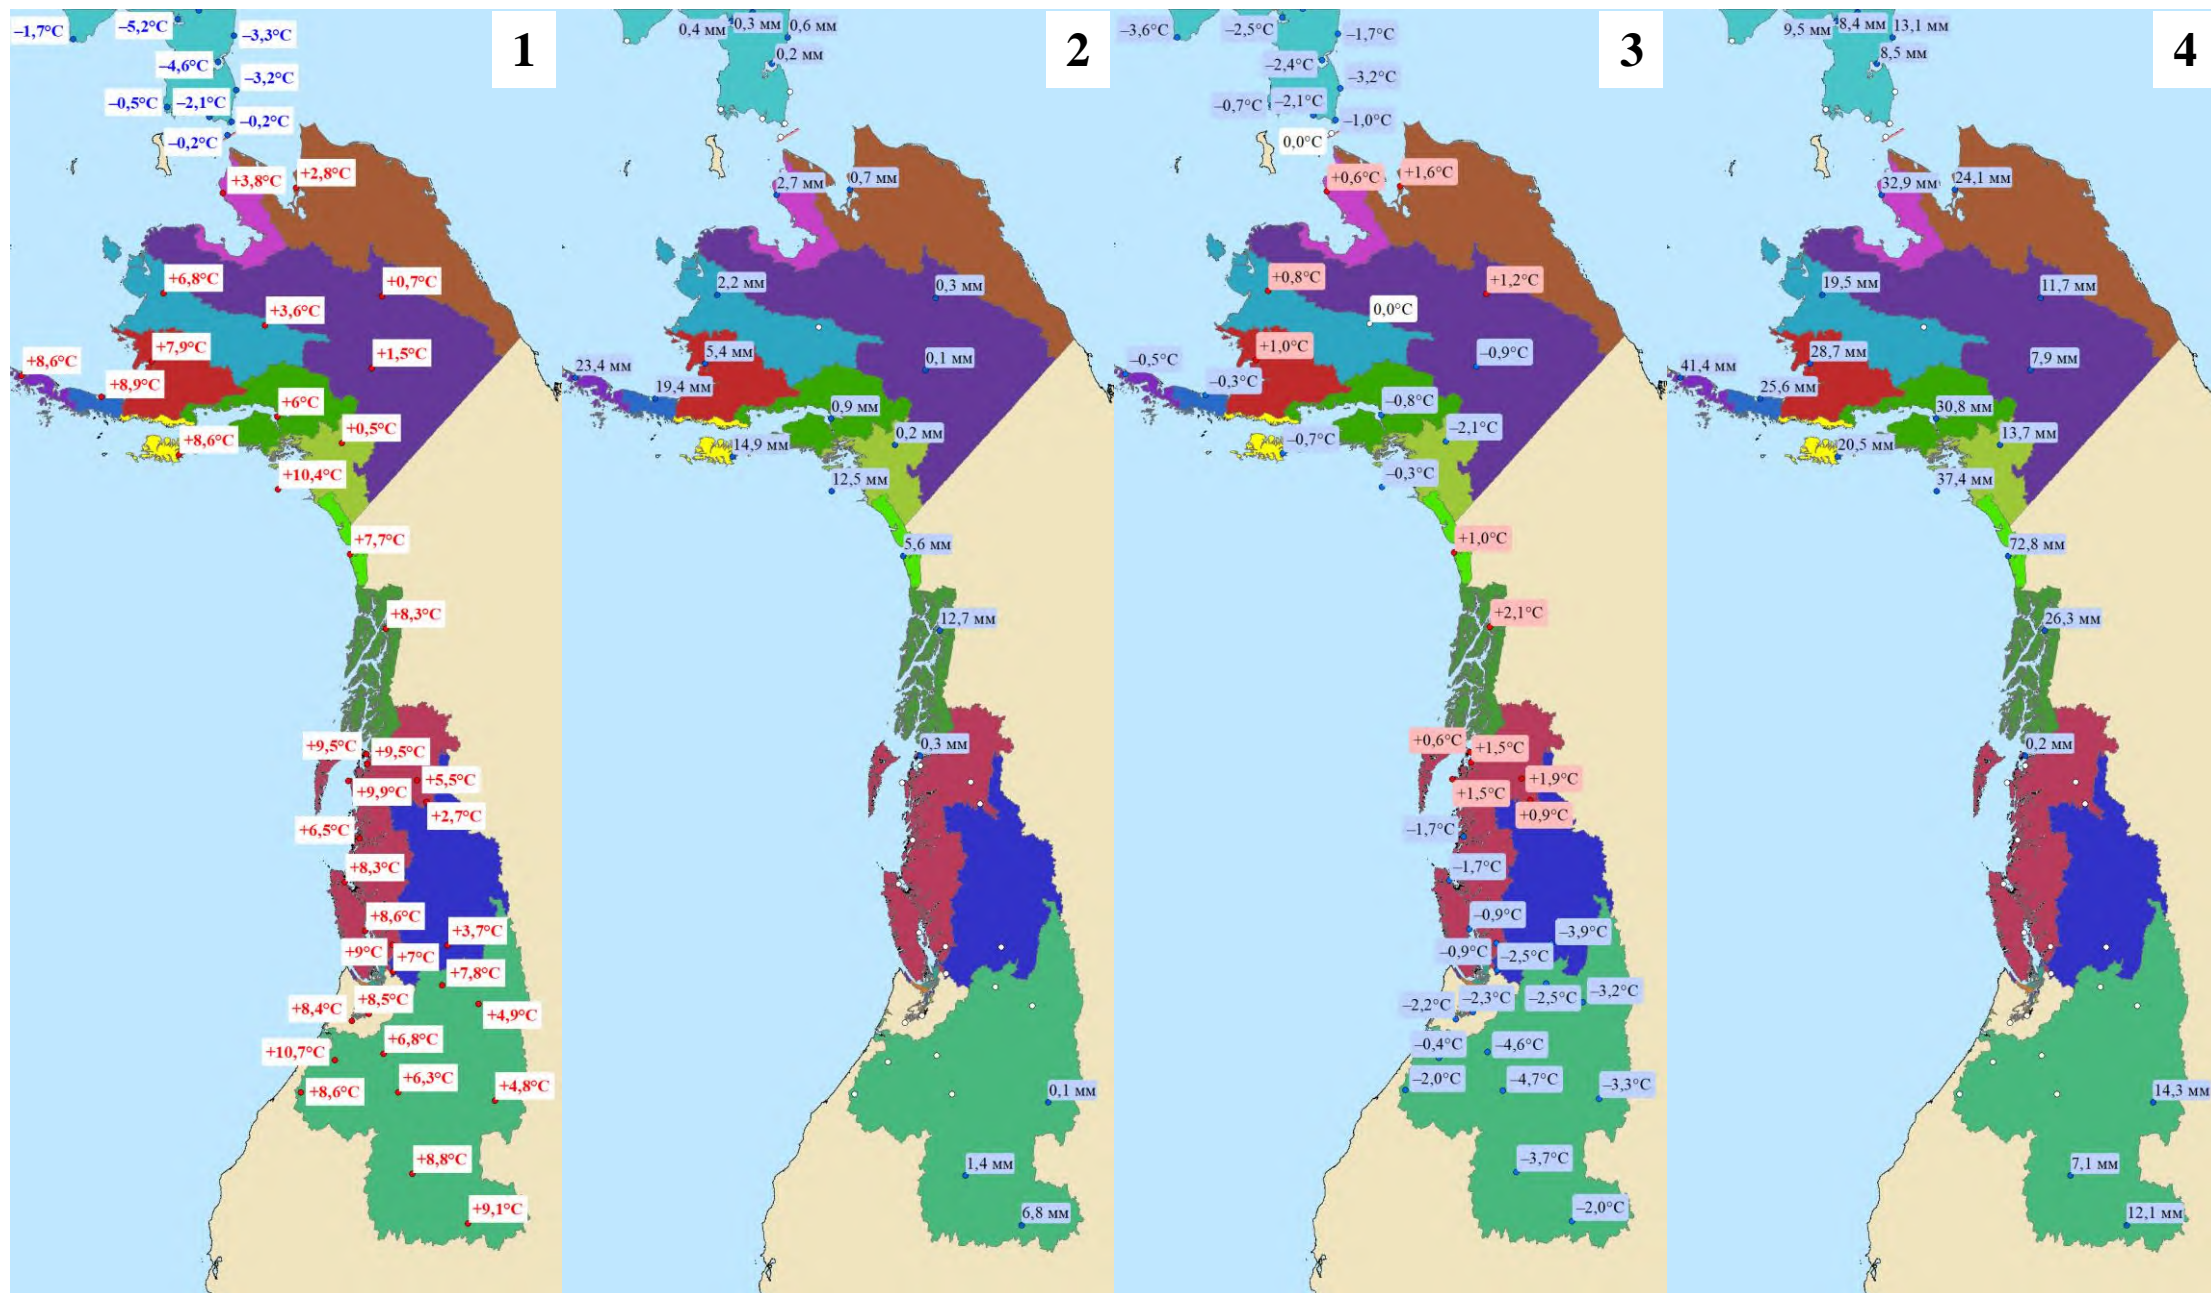 1
–1,7°C
–5,2°C
–3,3°C
–4,6°C
–3,2°C
–0,5°C
–2,1°C
–0,2°C
–0,2°C
+3,8°C
+2,8°C
+6,8°C
+0,7°C
+3,6°C
+7,9°C
+1,5°C
+8,6°C
+8,9°C
+6°C
+0,5°C
+8,6°C
+10,4°C
+7,7°C
+8,3°C
+9,5°C
+9,5°C
+5,5°C
+9,9°C
+2,7°C
+6,5°C
+8,3°C
+8,6°C
+3,7°C
+9°C
+7°C
+7,8°C
+8,5°C
+8,4°C
+4,9°C
+6,8°C
+10,7°C
+6,3°C
+4,8°C
+8,6°C
+8,8°C
+9,1°C
2
0,4 мм
0,3 мм
0,6 мм
0,2 мм
2,7 мм
0,7 мм
2,2 мм
0,3 мм
5,4 мм
0,1 мм
23,4 мм
19,4 мм
0,9 мм
0,2 мм
14,9 мм
12,5 мм
5,6 мм
12,7 мм
0,3 мм
0,1 мм
1,4 мм
6,8 мм
3
–3,6°C
–2,5°C
–1,7°C
–2,4°C
–3,2°C
–0,7°C
–2,1°C
–1,0°C
0,0°C
+0,6°C
+1,6°C
+0,8°C
+1,2°C
0,0°C
+1,0°C
–0,9°C
–0,5°C
–0,3°C
–0,8°C
–2,1°C
–0,7°C
–0,3°C
+1,0°C
+2,1°C
+0,6°C
+1,5°C
+1,9°C
+1,5°C
+0,9°C
–1,7°C
–1,7°C
–0,9°C
–3,9°C
–0,9°C
–2,5°C
–2,5°C
–3,2°C
–2,2°C
–2,3°C
–0,4°C
–4,6°C
–2,0°C
–4,7°C
–3,3°C
–3,7°C
–2,0°C
4
9,5 мм
8,4 мм
13,1 мм
8,5 мм
32,9 мм
24,1 мм
19,5 мм
11,7 мм
28,7 мм
7,9 мм
41,4 мм
25,6 мм
30,8 мм
13,7 мм
20,5 мм
37,4 мм
72,8 мм
26,3 мм
0,2 мм
14,3 мм
7,1 мм
12,1 мм